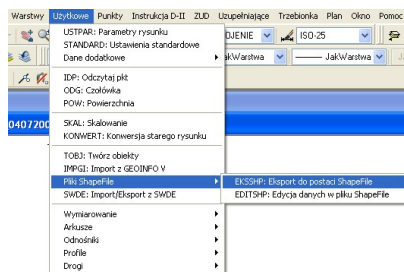 Warstwy Użytkowe Punkty Instrukcja D-II ZUD Uzupełniające Trzebionka Plan Okno Pomoc
USTPAR: Parametry rysunku
STANDARD: Ustawienia standardowe
Dane dodatkowe
OJENIE ISO-25
akWarstwa JakWarstwa
IDP: Odczytaj pkt
ODG: Czołówka
POW: Powierzchnia
0407200
SKAL: Skalowanie
KONWERT: Konwersja starego rysunku
TOBJ: Twórz obiekty
IMPGI: Import z GEOINFO V
Pliki ShapeFile
EKSSHP: Eksport do postaci ShapeFile
SWDE: Import/Eksport z SWDE
EDITSHP: Edycja danych w pliku ShapeFile
Wymiarowanie
Arkusze
Odnośniki
Profile
Drogi